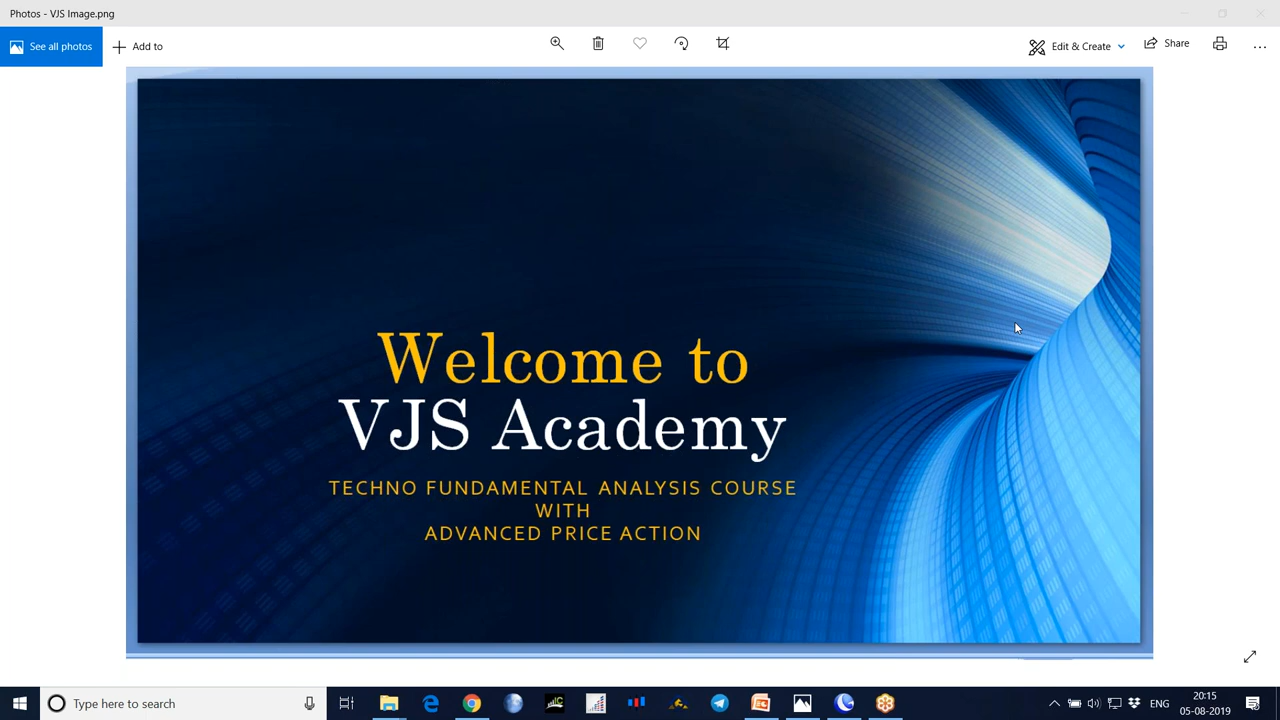 Photos - VJS Image.png
See all photos
Add to
Edit & Create
Share
Welcome to
VJS Academy
TECHNO FUNDAMENTAL ANALYSIS COURSE
WITH
ADVANCED PRICE ACTION
Type here to search
ENG
20:15
05-08-2019